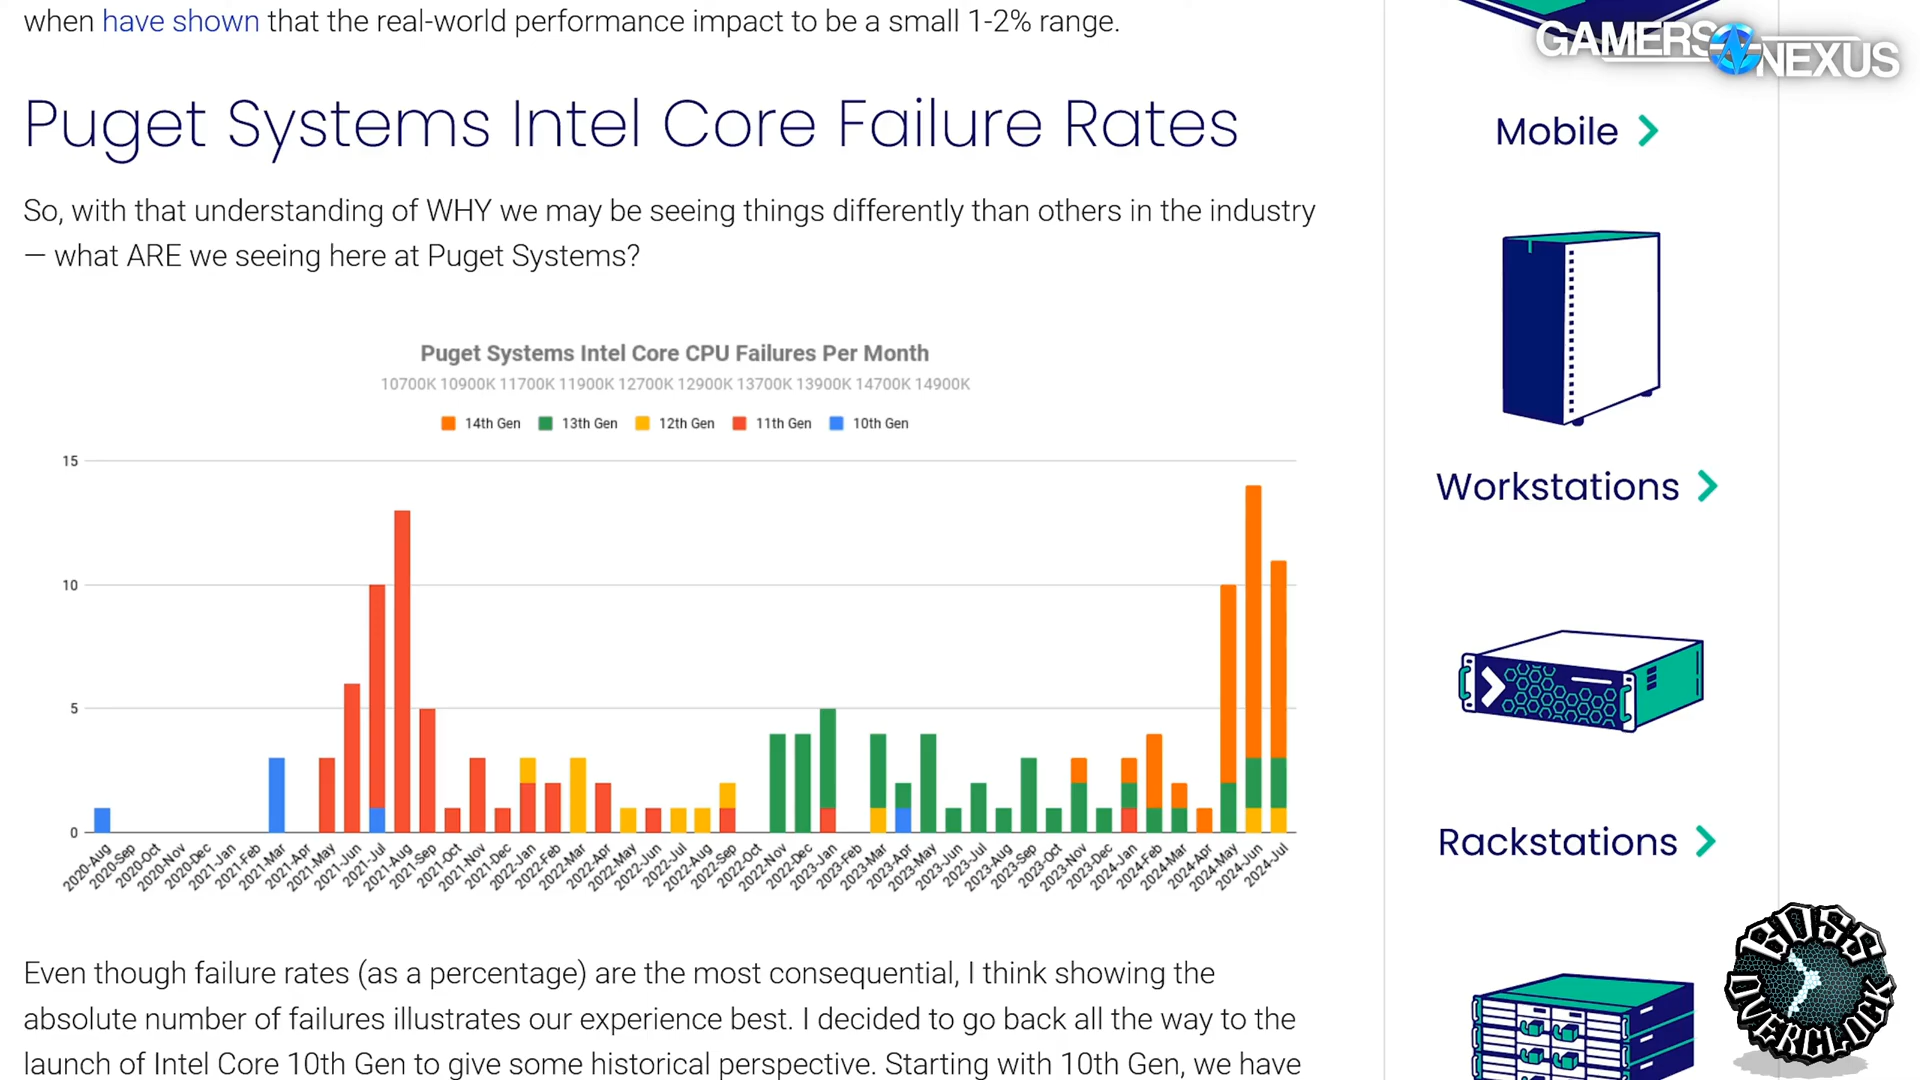 when have shown that the real-world performance impact to be a small 1-2% range.
GAMERS NEXUS
Puget Systems Intel Core Failure Rates
Mobile
So, with that understanding of WHY we may be seeing things differently than others in the industry
— what ARE we seeing here at Puget Systems?
Puget Systems Intel Core CPU Failures Per Month
10700K 10900K 11700K 11900K 12700K 12900K 13700K 13900K 14700K 14900K
14th Gen 13th Gen 12th Gen 11th Gen 10th Gen
15
10
5
0
2020-Aug
2020-Sep
2020-Oct
2020-Nov
2020-Dec
2021-Jan
2021-Feb
2021-Mar
2021-Apr
2021-May
2021-Jun
2021-Jul
2021-Aug
2021-Sep
2021-Oct
2021-Nov
2021-Dec
2022-Jan
2022-Feb
2022-Mar
2022-Apr
2022-May
2022-Jun
2022-Jul
2022-Aug
2022-Sep
2022-Oct
2022-Nov
2022-Dec
2023-Jan
2023-Feb
2023-Mar
2023-Apr
2023-May
2023-Jun
2023-Jul
2023-Aug
2023-Sep
2023-Oct
2023-Nov
2023-Dec
2024-Jan
2024-Feb
2024-Mar
2024-Apr
2024-May
2024-Jun
2024-Jul
Workstations
Rackstations
Even though failure rates (as a percentage) are the most consequential, I think showing the
absolute number of failures illustrates our experience best. I decided to go back all the way to the
launch of Intel Core 10th Gen to give some historical perspective. Starting with 10th Gen, we have
BOSS
OVERCLOCK